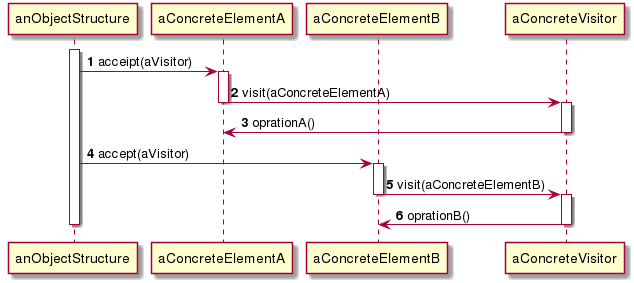 anObjectStructure aConcreteElementA aConcreteElementB aConcreteVisitor
1 acceipt(aVisitor)
2 visit(aConcreteElementA)
3 oprationA()
4 accept(aVisitor)
5 visit(aConcreteElementB)
6 oprationB()
anObjectStructure aConcreteElementA aConcreteElementB aConcreteVisitor